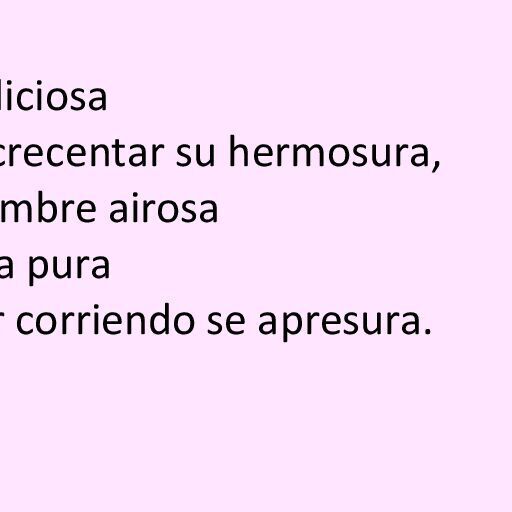 liciosa
crecentar su hermosura,
mbre airosa
a pura
r corriendo se apresura.